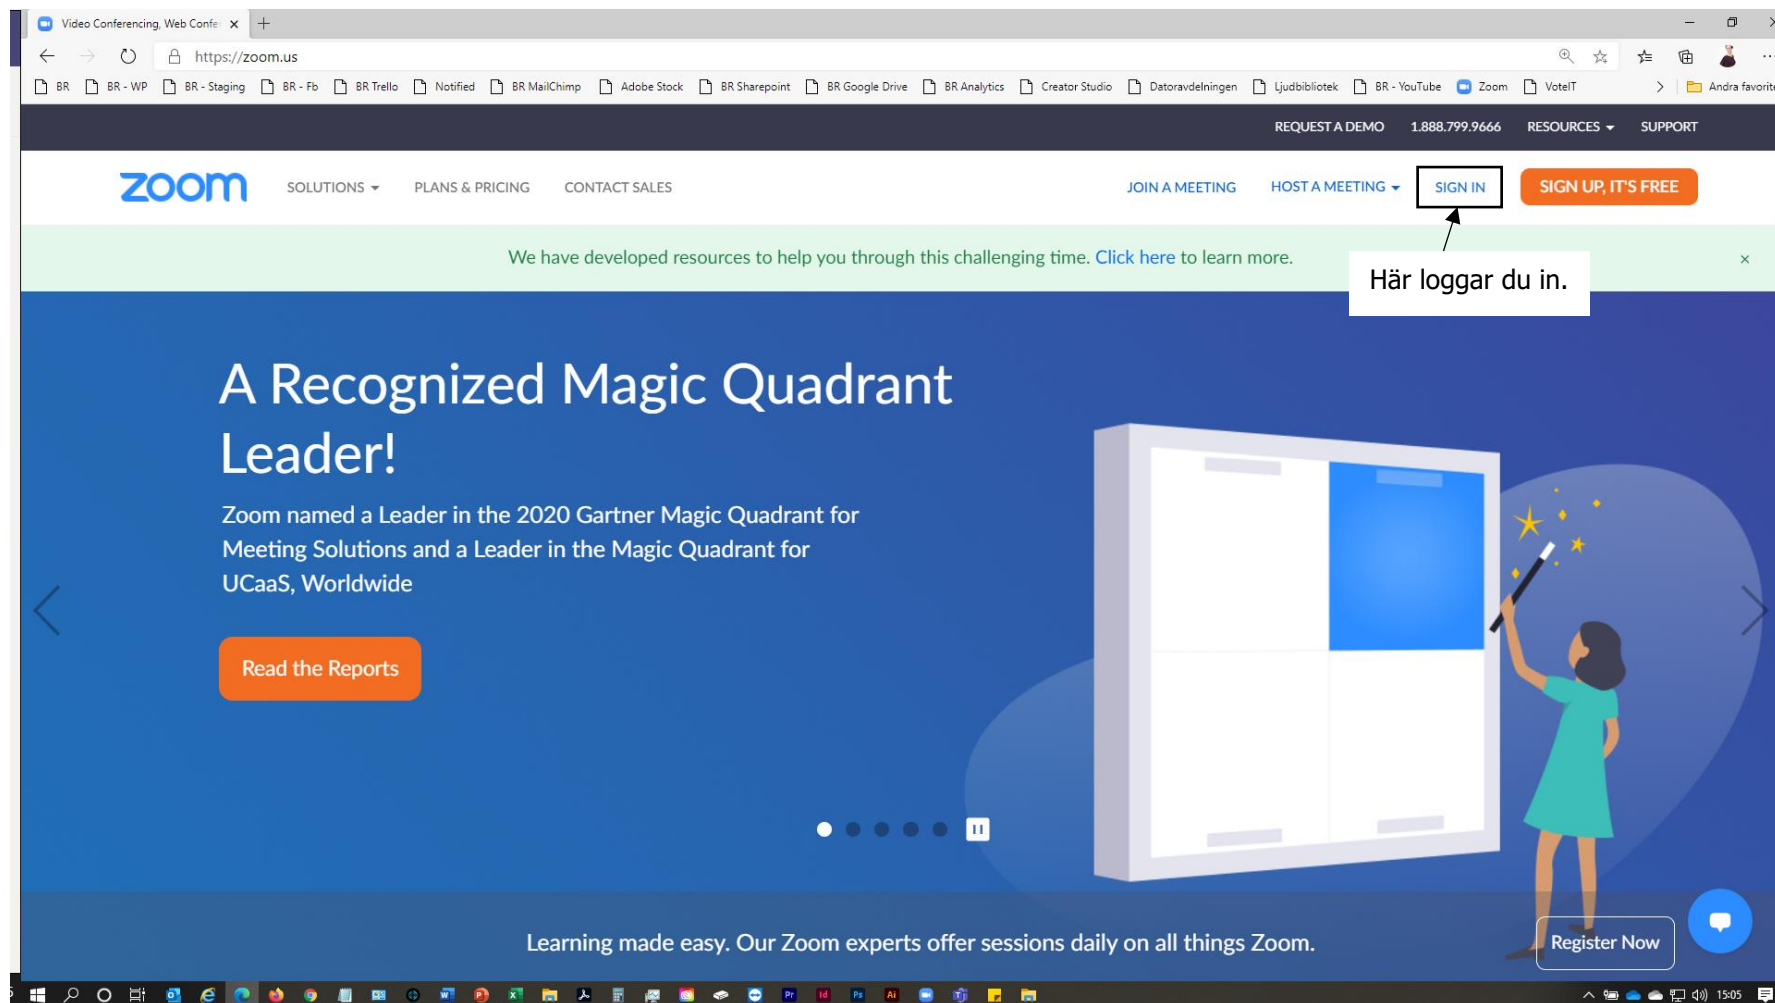 Video Conferencing, Web Confe
https://zoom.us
BR BR - WP BR - Staging BR - Fb BR Trello Notified BR MailChimp Adobe Stock BR Sharepoint BR Google Drive BR Analytics Creator Studio Datoravdelningen Ljudbibliotek BR - YouTube Zoom VoteIT Andra favorite
REQUEST A DEMO 1.888.799.9666 RESOURCES SUPPORT
zoom SOLUTIONS PLANS & PRICING CONTACT SALES JOIN A MEETING HOST A MEETING SIGN IN SIGN UP, IT'S FREE
We have developed resources to help you through this challenging time. Click here to learn more.
Här loggar du in.
A Recognized Magic Quadrant
Leader!
Zoom named a Leader in the 2020 Gartner Magic Quadrant for
Meeting Solutions and a Leader in the Magic Quadrant for
UCaaS, Worldwide
Read the Reports
Learning made easy. Our Zoom experts offer sessions daily on all things Zoom.
Register Now
Pr Id Ps Ai
15:05